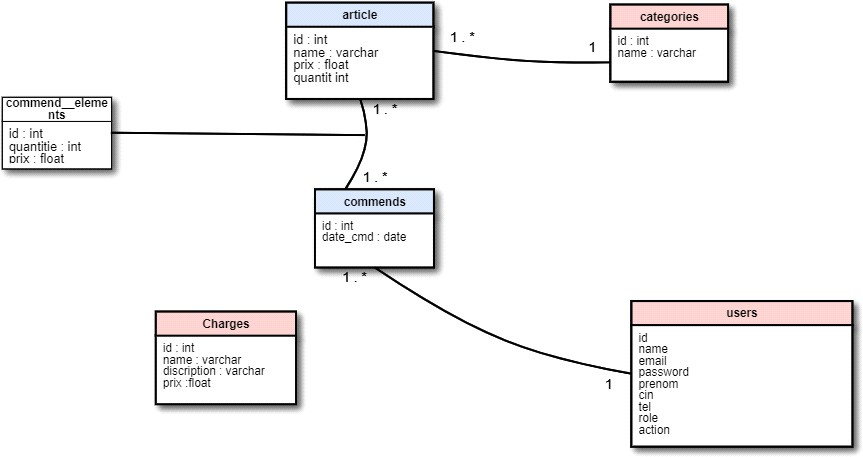 article
id : int
name : varchar
prix : float
quantit int
1 . *
1
categories
id : int
name : varchar
commend__eleme
nts
id : int
quantitie : int
prix : float
1 . *
1 . *
commends
id : int
date_cmd : date
1 . *
1
Charges
id : int
name : varchar
discription : varchar
prix :float
users
id
name
email
password
prenom
cin
tel
role
action